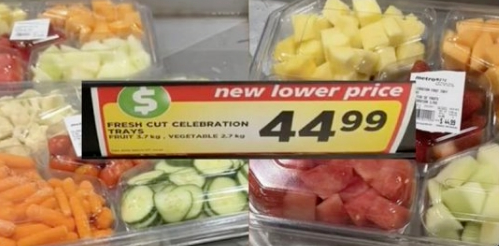 new lower price
$
FRESH CUT CELEBRATION
TRAYS
FRUIT 3.7 kg , VEGETABLE 2.7 kg
44 99